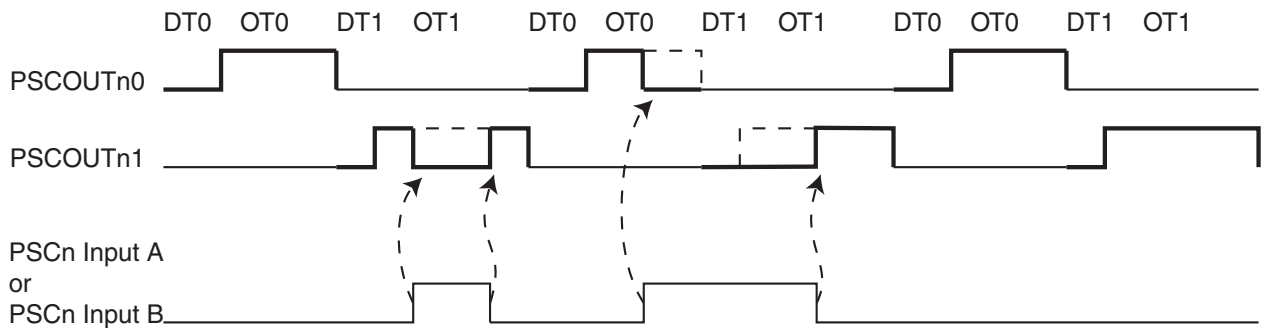 DT0 OT0 DT1 OT1 DT0 OT0 DT1 OT1 DT0 OT0 DT1 OT1
PSCOUTn0
PSCOUTn1
PSCn Input A
or
PSCn Input B